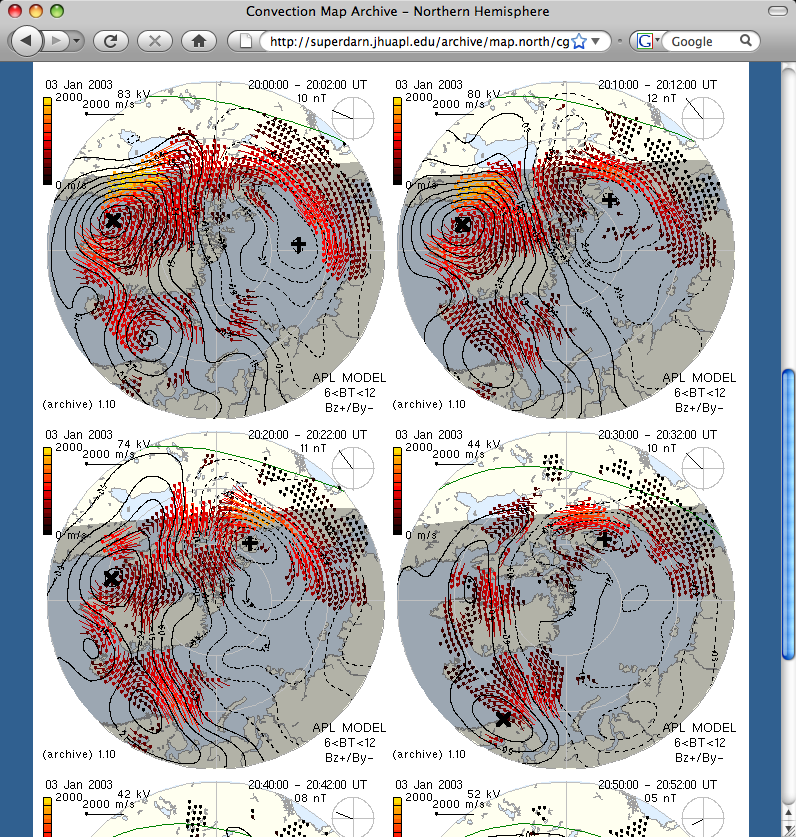 Convection Map Archive – Northern Hemisphere
http://superdarn.jhuapl.edu/archive/map.north/cg
G Google
03 Jan 2003 83 kV 20:00:00 - 20:02:00 UT
2000 2000 m/s 10 nT
0 m/s
APL MODEL
6<BT<12
(archive) 1.10 Bz+/By-
03 Jan 2003 80 kV 20:10:00 - 20:12:00 UT
2000 2000 m/s 12 nT
0 m/s
APL MODEL
6<BT<12
(archive) 1.10 Bz+/By-
03 Jan 2003 74 kV 20:20:00 - 20:22:00 UT
2000 2000 m/s 11 nT
0 m/s
APL MODEL
6<BT<12
(archive) 1.10 Bz+/By-
03 Jan 2003 44 kV 20:30:00 - 20:32:00 UT
2000 2000 m/s 10 nT
0 m/s
APL MODEL
6<BT<12
(archive) 1.10 Bz+/By-
03 Jan 2003 42 kV 20:40:00 - 20:42:00 UT
2000 2000 m/s 08 nT
03 Jan 2003 52 kV 20:50:00 - 20:52:00 UT
2000 2000 m/s 05 nT